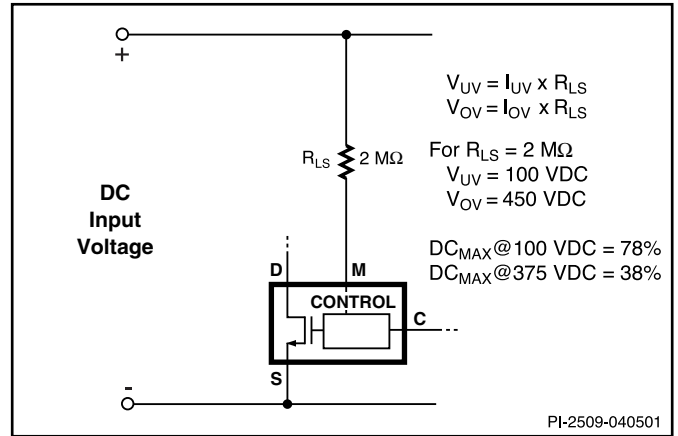 +
V_UV = I_UV x R_LS
V_OV = I_OV x R_LS
R_LS 2 MΩ
For R_LS = 2 MΩ
V_UV = 100 VDC
V_OV = 450 VDC
DC
Input
Voltage
DC_MAX@100 VDC = 78%
DC_MAX@375 VDC = 38%
D M
CONTROL
C
S
-
PI-2509-040501